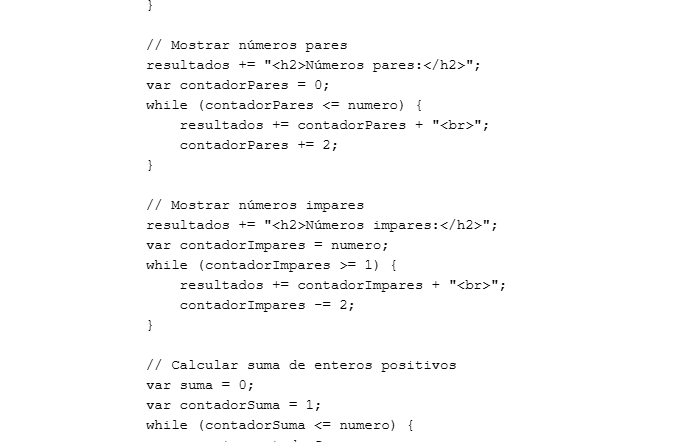 }
// Mostrar números pares
resultados += "<h2>Números pares:</h2>";
var contadorPares = 0;
while (contadorPares <= numero) {
    resultados += contadorPares + "<br>";
    contadorPares += 2;
}
// Mostrar números impares
resultados += "<h2>Números impares:</h2>";
var contadorImpares = numero;
while (contadorImpares >= 1) {
    resultados += contadorImpares + "<br>";
    contadorImpares -= 2;
}
// Calcular suma de enteros positivos
var suma = 0;
var contadorSuma = 1;
while (contadorSuma <= numero) {